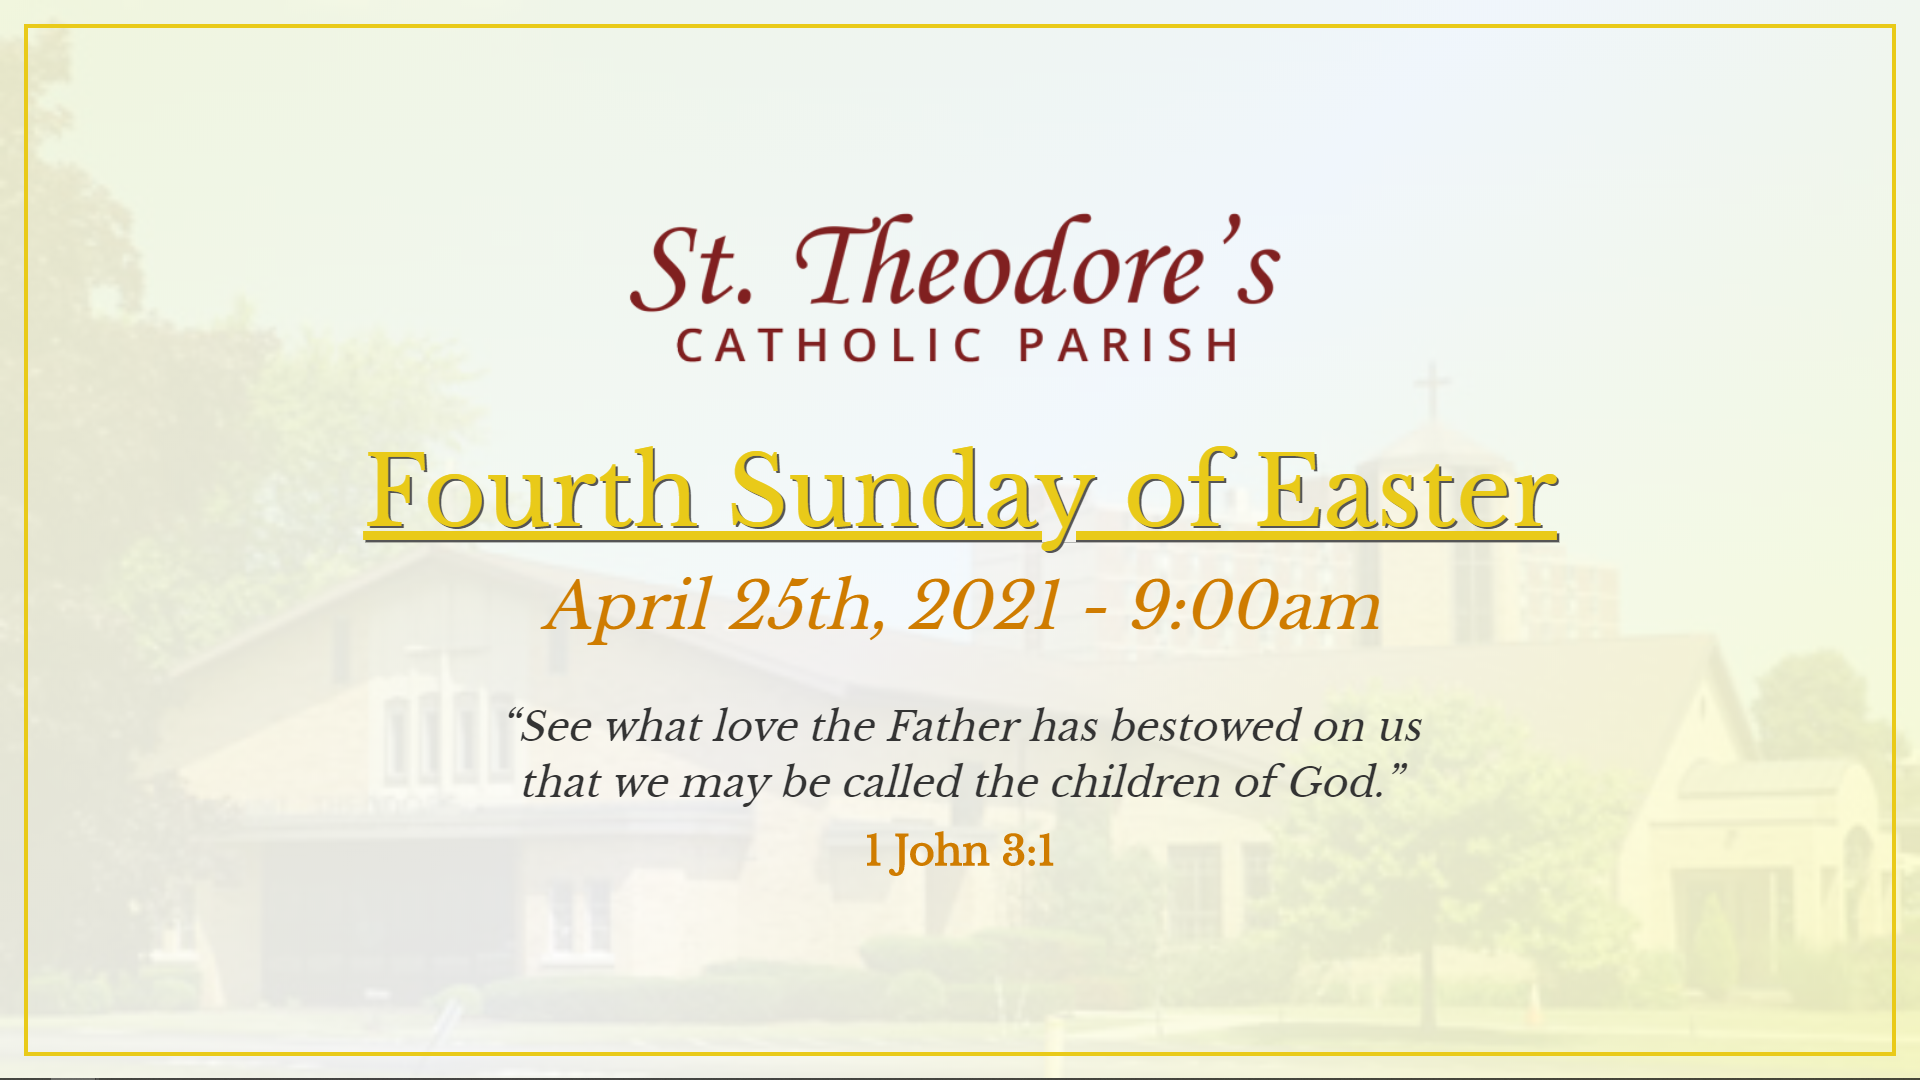 St. Theodore’s
CATHOLIC PARISH
Fourth Sunday of Easter
April 25th, 2021 - 9:00am
“See what love the Father has bestowed on us
that we may be called the children of God.”
1 John 3:1